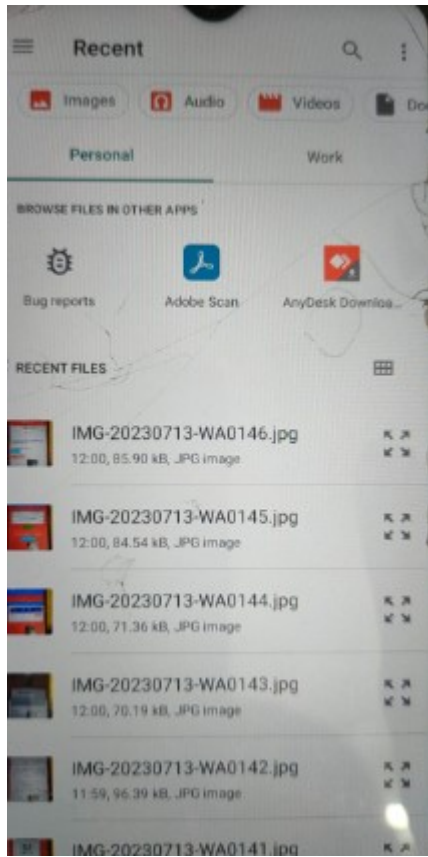 Recent
Images Audio Videos Do
Personal Work
BROWSE FILES IN OTHER APPS
Bug reports Adobe Scan AnyDesk Downloa...
RECENT FILES
IMG-20230713-WA0146.jpg
12:00, 85.90 kB, JPG image
IMG-20230713-WA0145.jpg
12:00, 84.54 kB, JPG image
IMG-20230713-WA0144.jpg
12:00, 71.36 kB, JPG image
IMG-20230713-WA0143.jpg
12:00, 70.19 kB, JPG image
IMG-20230713-WA0142.jpg
11:59, 96.39 kB, JPG image
IMG-20230713-WA0141.jpg